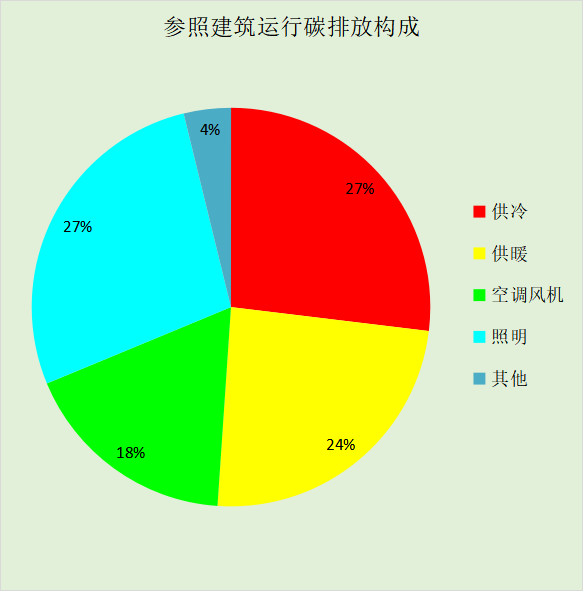 参照建筑运行碳排放构成
4%
27%
27%
24%
18%
供冷
供暖
空调风机
照明
其他